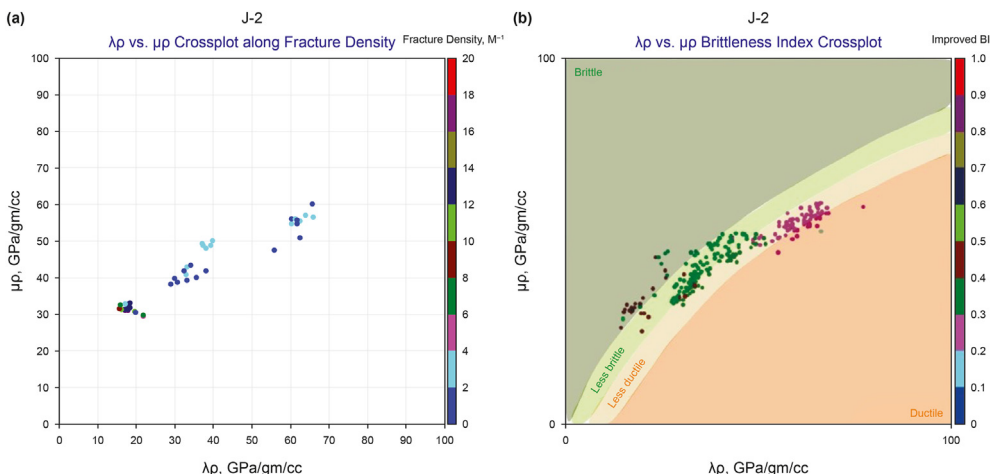 (a)
J-2
λρ vs. μρ Crossplot along Fracture Density
Fracture Density, M⁻¹
μρ, GPa/gm/cc
100
90
80
70
60
50
40
30
20
10
0
0 10 20 30 40 50 60 70 80 90 100
λρ, GPa/gm/cc
20
18
16
14
12
10
8
6
4
2
0
(b)
J-2
λρ vs. μρ Brittleness Index Crossplot
Improved BI
μρ, GPa/gm/cc
100
0
Brittle
Less brittle
Less ductile
Ductile
0 100
λρ, GPa/gm/cc
1.0
0.9
0.8
0.7
0.6
0.5
0.4
0.3
0.2
0.1
0